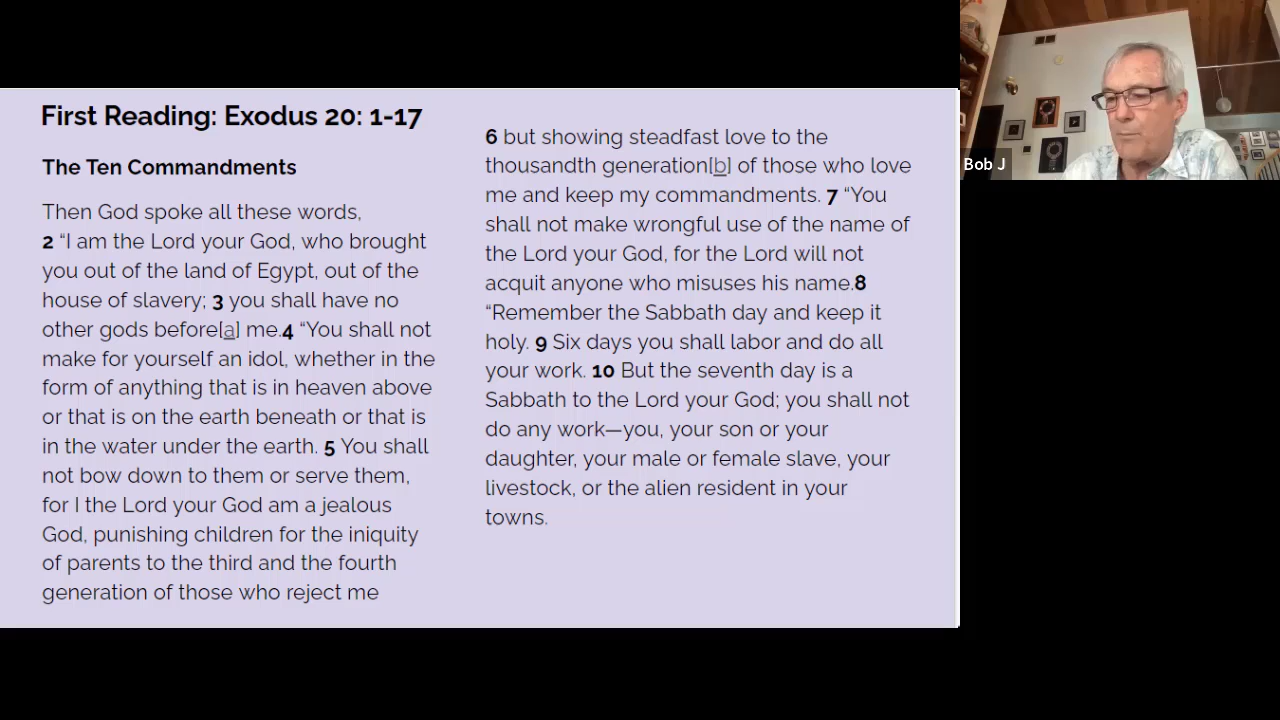 First Reading: Exodus 20: 1-17
The Ten Commandments
Then God spoke all these words,
2 “I am the Lord your God, who brought
you out of the land of Egypt, out of the
house of slavery; 3 you shall have no
other gods before[a] me.4 “You shall not
make for yourself an idol, whether in the
form of anything that is in heaven above
or that is on the earth beneath or that is
in the water under the earth. 5 You shall
not bow down to them or serve them,
for I the Lord your God am a jealous
God, punishing children for the iniquity
of parents to the third and the fourth
generation of those who reject me
6 but showing steadfast love to the
thousandth generation[b] of those who love
me and keep my commandments. 7 “You
shall not make wrongful use of the name of
the Lord your God, for the Lord will not
acquit anyone who misuses his name.8
“Remember the Sabbath day and keep it
holy. 9 Six days you shall labor and do all
your work. 10 But the seventh day is a
Sabbath to the Lord your God; you shall not
do any work—you, your son or your
daughter, your male or female slave, your
livestock, or the alien resident in your
towns.
Bob J